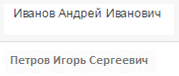 Иванов Андрей Иванович
Петров Игорь Сергеевич